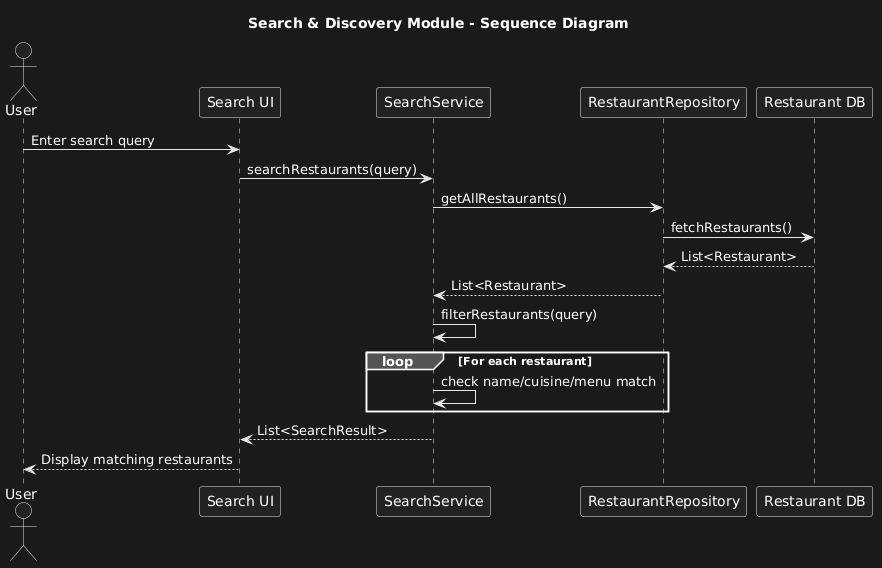 Search & Discovery Module - Sequence Diagram
User
Search UI
SearchService
RestaurantRepository
Restaurant DB
Enter search query
searchRestaurants(query)
getAllRestaurants()
fetchRestaurants()
List<Restaurant>
List<Restaurant>
filterRestaurants(query)
loop
[For each restaurant]
check name/cuisine/menu match
List<SearchResult>
Display matching restaurants
User
Search UI
SearchService
RestaurantRepository
Restaurant DB